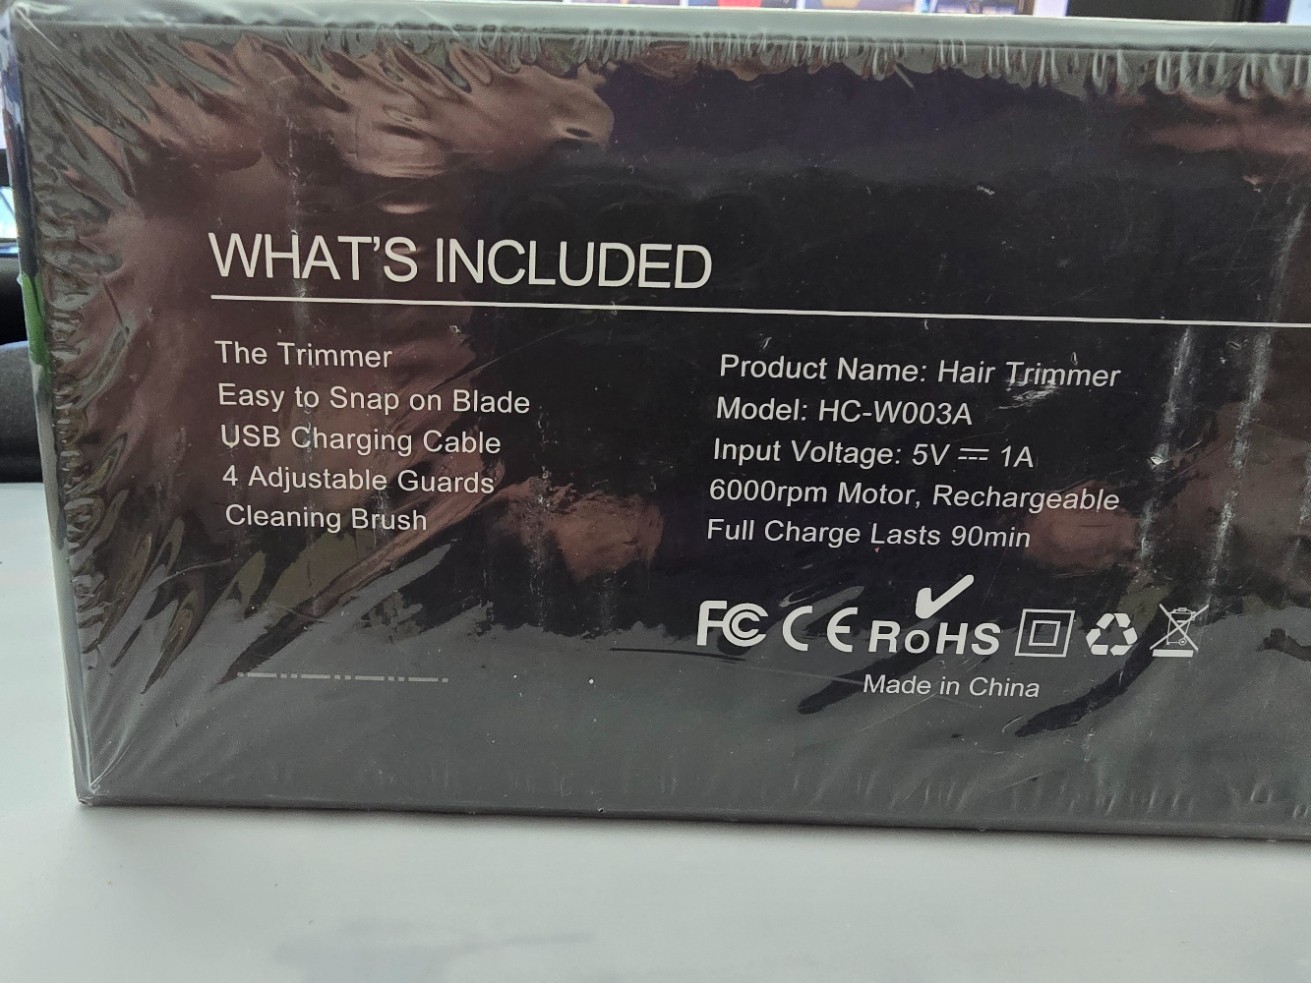 WHAT'S INCLUDED
The Trimmer
Easy to Snap on Blade
USB Charging Cable
4 Adjustable Guards
Cleaning Brush
Product Name: Hair Trimmer
Model: HC-W003A
Input Voltage: 5V ⎓ 1A
6000rpm Motor, Rechargeable
Full Charge Lasts 90min
FC CE RoHS
Made in China